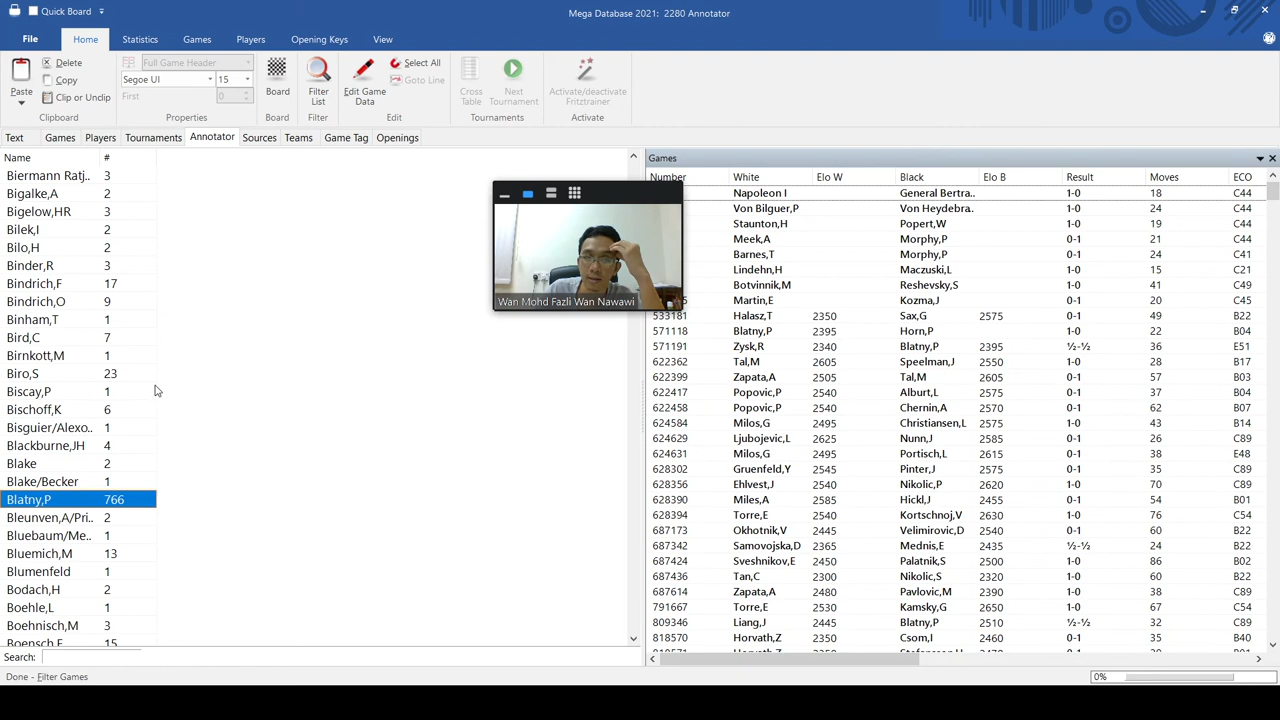 Quick Board
Mega Database 2021: 2280 Annotator
File Home Statistics Games Players Opening Keys View
Paste
Delete
Copy
Clip or Undip
Clipboard
Full Game Header
Segoe UI 15
First 0
Properties
Board
Board
Filter List
Filter
Edit Game Data
Select All
Goto Line
Edit
Cross Table
Next Tournament
Tournaments
Activate/deactivate Fritztrainer
Activate
Text Games Players Tournaments Annotator Sources Teams Game Tag Openings
Name #
Biermann Ratj.. 3
Bigalke,A 2
Bigelow,HR 3
Bilek,I 2
Bilo,H 2
Binder,R 3
Bindrich,F 17
Bindrich,O 9
Binham,T 1
Bird,C 7
Birnkott,M 1
Biro,S 23
Biscay,P 1
Bischoff,K 6
Bisguier/Alexo.. 1
Blackburne,JH 4
Blake 2
Blake/Becker 1
Blatny,P 766
Bleunven,A/Pri.. 2
Bluebaum/Me... 1
Bluemich,M 13
Blumenfeld 1
Bodach,H 2
Boehle,L 1
Boehnisch,M 3
Boensch,F 15
Search:
Done - Filter Games
Wan Mohd Fazli Wan Nawawi
Games
Number White Elo W Black Elo B Result Moves ECO
Napoleon I General Bertra.. 1-0 18 C44
Von Bilguer,P Von Heydebra.. 1-0 24 C44
Staunton,H Popert,W 1-0 19 C44
Meek,A Morphy,P 0-1 21 C44
Barnes,T Morphy,P 0-1 24 C41
Lindehn,H Maczuski,L 1-0 15 C21
Botvinnik,M Reshevsky,S 1-0 41 C49
Martin,E Kozma,J 0-1 20 C45
533181 Halasz,T 2350 Sax,G 2575 0-1 49 B22
571118 Blatny,P 2395 Horn,P 1-0 22 B04
571191 Zysk,R 2340 Blatny,P 2395 ½-½ 36 E51
622362 Tal,M 2605 Speelman,J 2550 1-0 28 B17
622399 Zapata,A 2505 Tal,M 2605 0-1 57 B03
622417 Popovic,P 2540 Alburt,L 2575 0-1 37 B04
622458 Popovic,P 2540 Chernin,A 2570 0-1 62 B07
624584 Milos,G 2495 Christiansen,L 2575 1-0 43 B14
624629 Ljubojevic,L 2625 Nunn,J 2585 0-1 26 C89
624631 Milos,G 2495 Portisch,L 2615 0-1 38 E48
628302 Gruenfeld,Y 2545 Pinter,J 2575 0-1 35 C89
628356 Ehlvest,J 2540 Nikolic,P 2620 0-1 70 C89
628390 Miles,A 2585 Hickl,J 2455 0-1 54 B01
628394 Torre,E 2540 Kortschnoj,V 2630 1-0 76 C54
687173 Okhotnik,V 2445 Velimirovic,D 2540 0-1 60 B22
687342 Samovojska,D 2365 Mednis,E 2435 ½-½ 24 B22
687424 Sveshnikov,E 2450 Palatnik,S 2500 1-0 86 B02
687436 Tan,C 2300 Nikolic,S 2320 1-0 60 B22
687614 Zapata,A 2480 Pavlovic,M 2390 1-0 38 C89
791667 Torre,E 2530 Kamsky,G 2650 1-0 67 C54
809346 Liang,J 2445 Blatny,P 2510 ½-½ 32 C89
818570 Horvath,Z 2350 Csom,I 2460 1-0 35 B40
0%